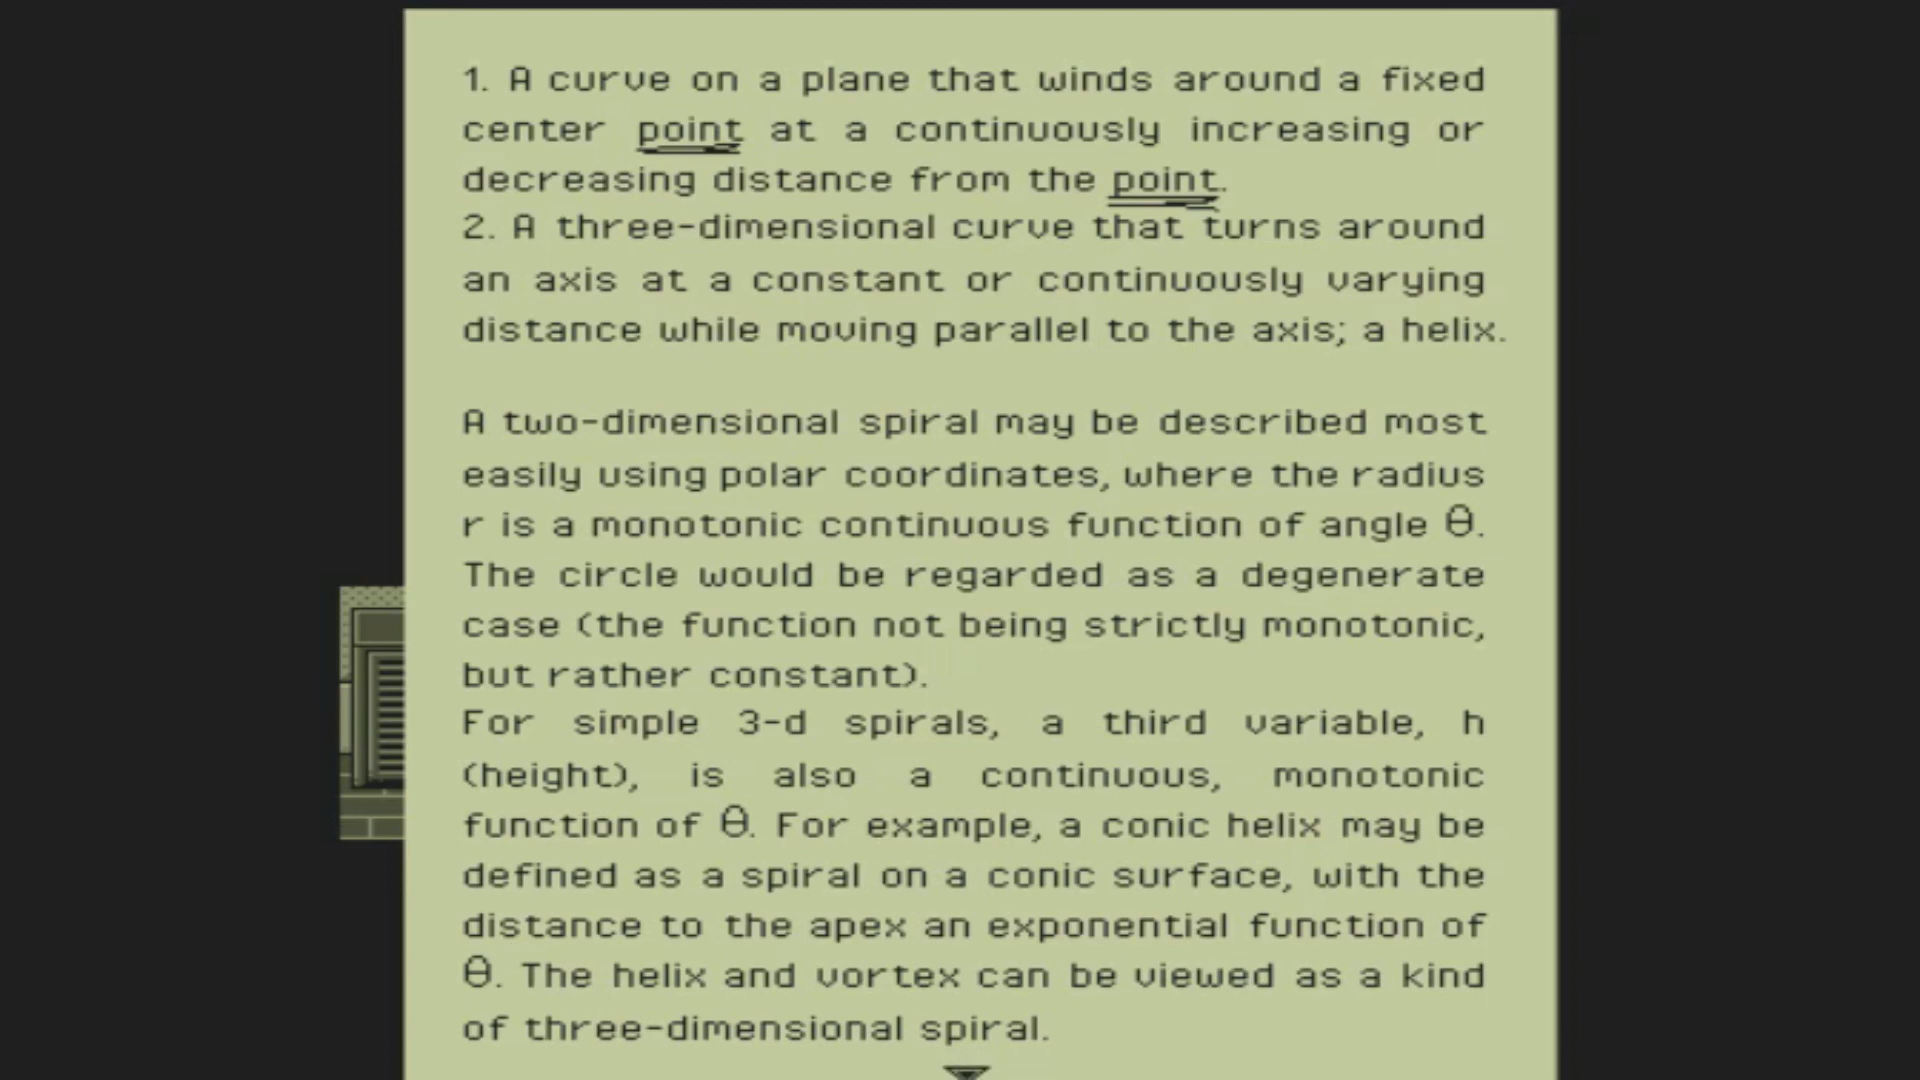 1. A curve on a plane that winds around a fixed
center point at a continuously increasing or
decreasing distance from the point.
2. A three-dimensional curve that turns around
an axis at a constant or continuously varying
distance while moving parallel to the axis; a helix.
A two-dimensional spiral may be described most
easily using polar coordinates, where the radius
r is a monotonic continuous function of angle θ.
The circle would be regarded as a degenerate
case (the function not being strictly monotonic,
but rather constant).
For simple 3-d spirals, a third variable, h
(height), is also a continuous, monotonic
function of θ. For example, a conic helix may be
defined as a spiral on a conic surface, with the
distance to the apex an exponential function of
θ. The helix and vortex can be viewed as a kind
of three-dimensional spiral.